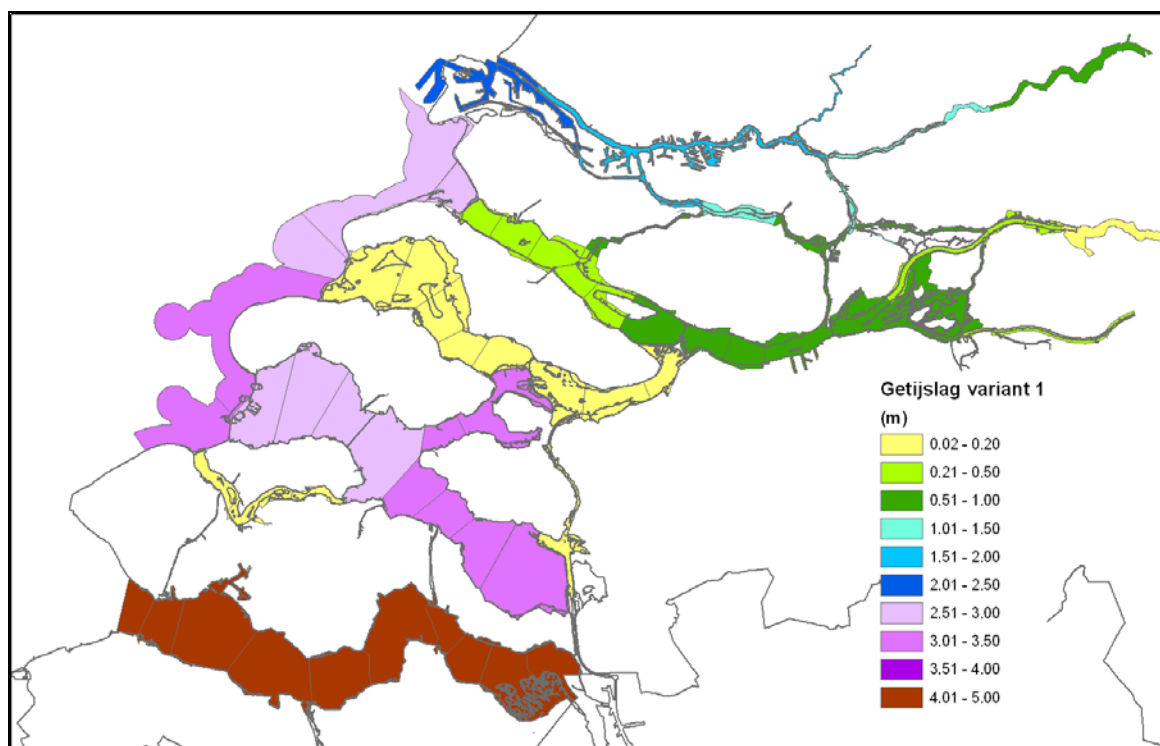 Getijslag variant 1
(m)
0.02 - 0.20
0.21 - 0.50
0.51 - 1.00
1.01 - 1.50
1.51 - 2.00
2.01 - 2.50
2.51 - 3.00
3.01 - 3.50
3.51 - 4.00
4.01 - 5.00